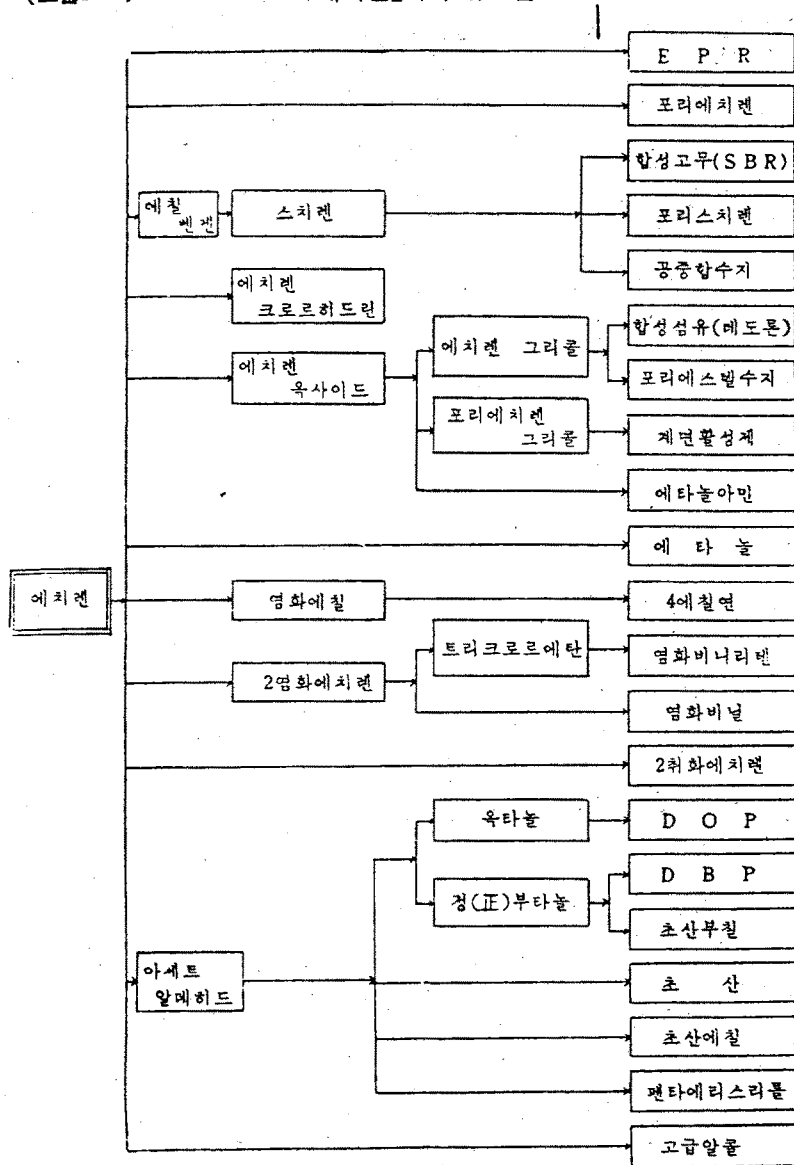 E P R
포리에치렌
합성고무(S B R)
에칠
벤젠
스치렌
포리스치렌
공중합수지
에치렌
크로르히드린
에치렌
옥사이드
에치렌 그리콜
합성섬유(테도론)
포리에스텔수지
포리에치렌
그리콜
계면활성제
에타놀아민
에 타 놀
에치렌
염화에칠
4에칠연
트리크로르에탄
염화비니리덴
2염화에치렌
염화비닐
2취화에치렌
옥타놀
D O P
정(正)부타놀
D B P
초산부칠
아세트
알데히드
초 산
초산에칠
펜타에리스리톨
고급알콜